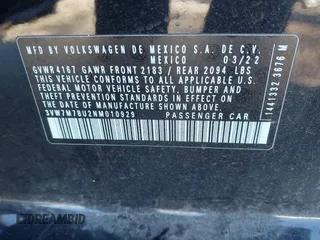 MFD BY VOLKSWAGEN DE MEXICO S.A. DE C.V.
MEXICO 03/22
GVWR 4167 GAWR FRONT 2183 / REAR 2094 LBS
THIS VEHICLE CONFORMS TO ALL APPLICABLE U.S.
FEDERAL MOTOR VEHICLE SAFETY, BUMPER AND
THEFT PREVENTION STANDARDS IN EFFECT ON THE
DATE OF MANUFACTURE SHOWN ABOVE.
3VW7M7BU2NM010929 PASSENGER CAR
1441332 3676 M
IDREAMBID